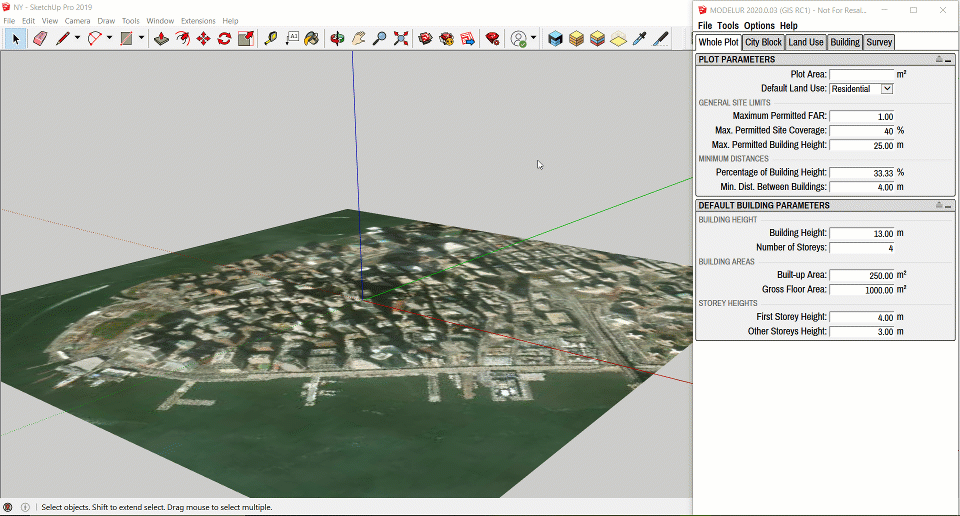 NY - SketchUp Pro 2019
File Edit View Camera Draw Tools Window Extensions Help
A1
Select objects. Shift to extend select. Drag mouse to select multiple.
MODELUR 2020.0.03 (GIS RC1) - Not For Resal...
File Tools Options Help
Whole Plot City Block Land Use Building Survey
PLOT PARAMETERS
Plot Area: m²
Default Land Use: Residential
GENERAL SITE LIMITS
Maximum Permitted FAR: 1.00
Max. Permitted Site Coverage: 40 %
Max. Permitted Building Height: 25.00 m
MINIMUM DISTANCES
Percentage of Building Height: 33.33 %
Min. Dist. Between Buildings: 4.00 m
DEFAULT BUILDING PARAMETERS
BUILDING HEIGHT
Building Height: 13.00 m
Number of Storeys: 4
BUILDING AREAS
Built-up Area: 250.00 m²
Gross Floor Area: 1000.00 m²
STOREY HEIGHTS
First Storey Height: 4.00 m
Other Storeys Height: 3.00 m